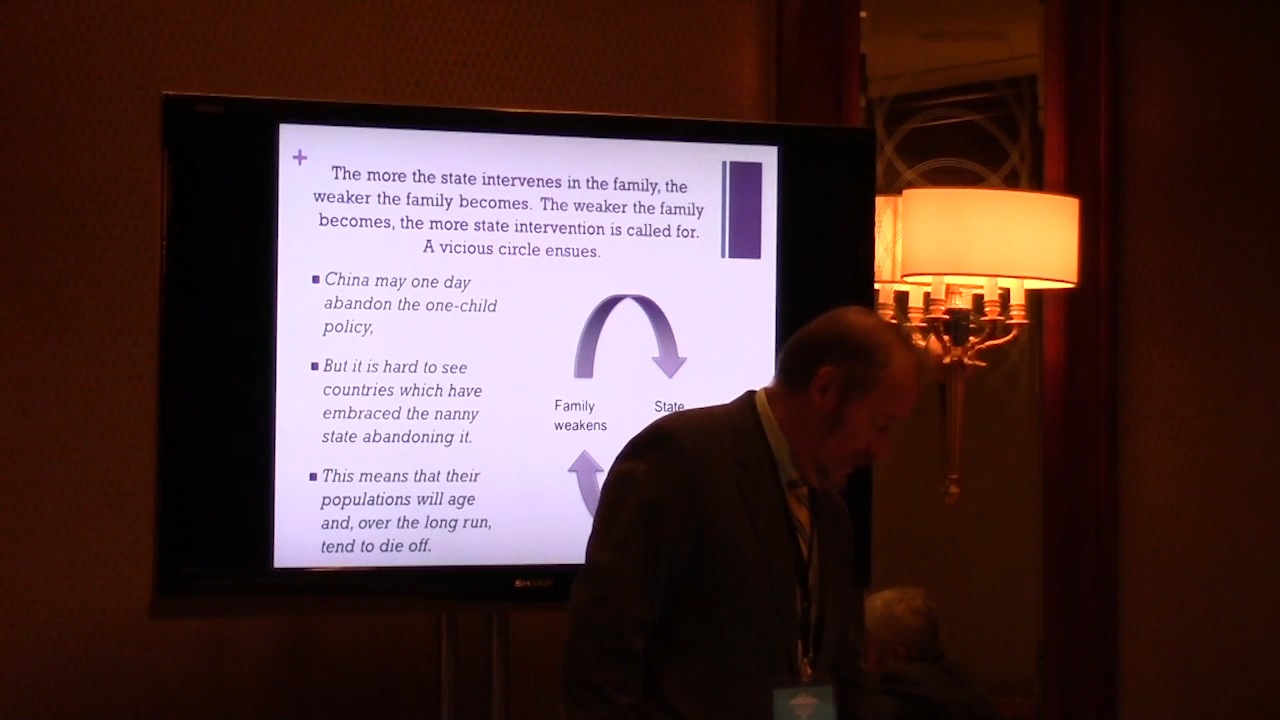 +
The more the state intervenes in the family, the
weaker the family becomes. The weaker the family
becomes, the more state intervention is called for.
A vicious circle ensues.
China may one day
abandon the one-child
policy,
But it is hard to see
countries which have
embraced the nanny
state abandoning it.
This means that their
populations will age
and, over the long run,
tend to die off.
Family
weakens
State
SHARP